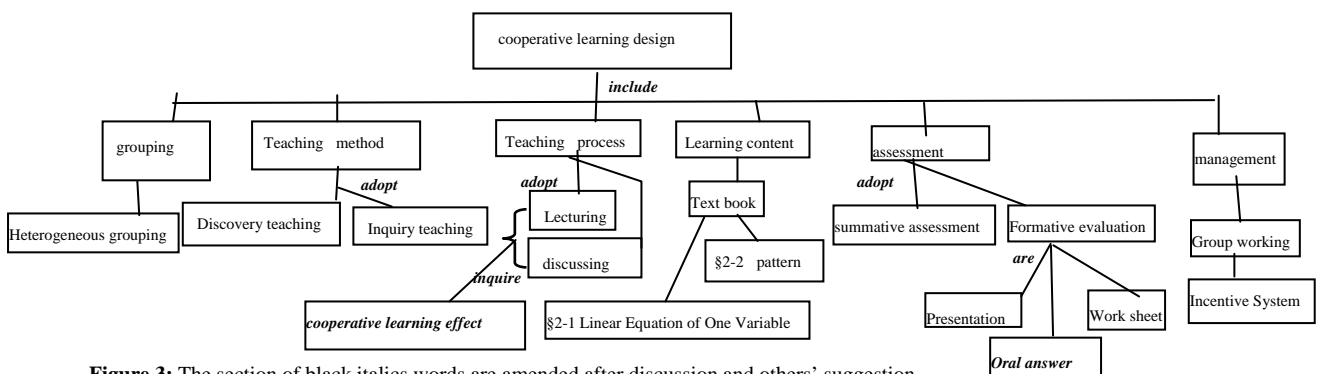 cooperative learning design
include
grouping
Teaching method
Teaching process
Learning content
assessment
management
adopt
adopt
adopt
Heterogeneous grouping
Discovery teaching
Inquiry teaching
Lecturing
discussing
Text book
summative assessment
Formative evaluation
Group working
inquire
§2-2 pattern
are
Incentive System
cooperative learning effect
§2-1 Linear Equation of One Variable
Presentation
Work sheet
Oral answer
Figure 3: The section of black italics words are amended after discussion and others' suggestion